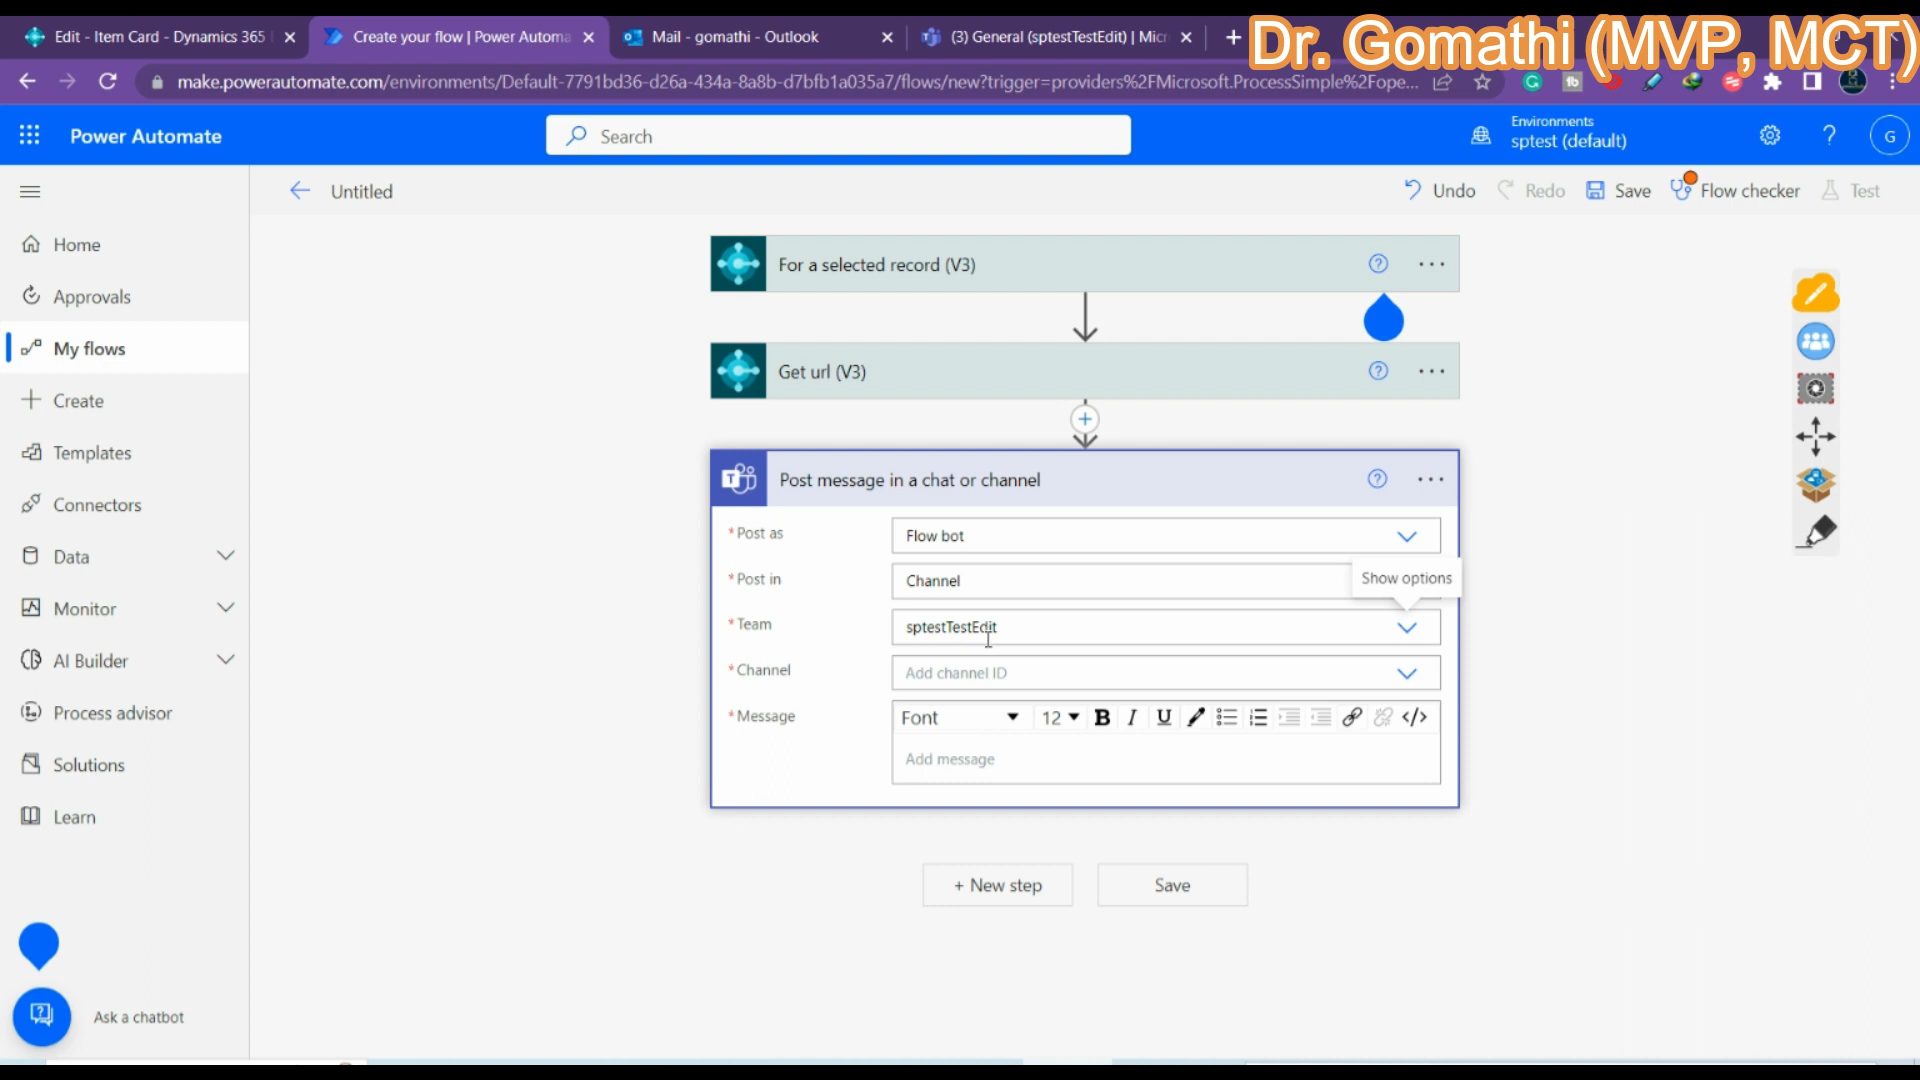 Edit - Item Card - Dynamics 365
Create your flow | Power Automa
Mail - gomathi - Outlook
(3) General (sptestTestEdit) | Micr
Dr. Gomathi (MVP, MCT)
make.powerautomate.com/environments/Default-7791bd36-d26a-434a-8a8b-d7bfb1a035a7/flows/new?trigger=providers%2FMicrosoft.ProcessSimple%2Fope...
Power Automate
Search
Environments
sptest (default)
G
Untitled
Undo
Redo
Save
Flow checker
Test
Home
Approvals
My flows
Create
Templates
Connectors
Data
Monitor
AI Builder
Process advisor
Solutions
Learn
Ask a chatbot
For a selected record (V3)
Get url (V3)
Post message in a chat or channel
*Post as
Flow bot
*Post in
Channel
Show options
*Team
sptestTestEdit
*Channel
Add channel ID
*Message
Font
12
B I U </>
Add message
+ New step
Save